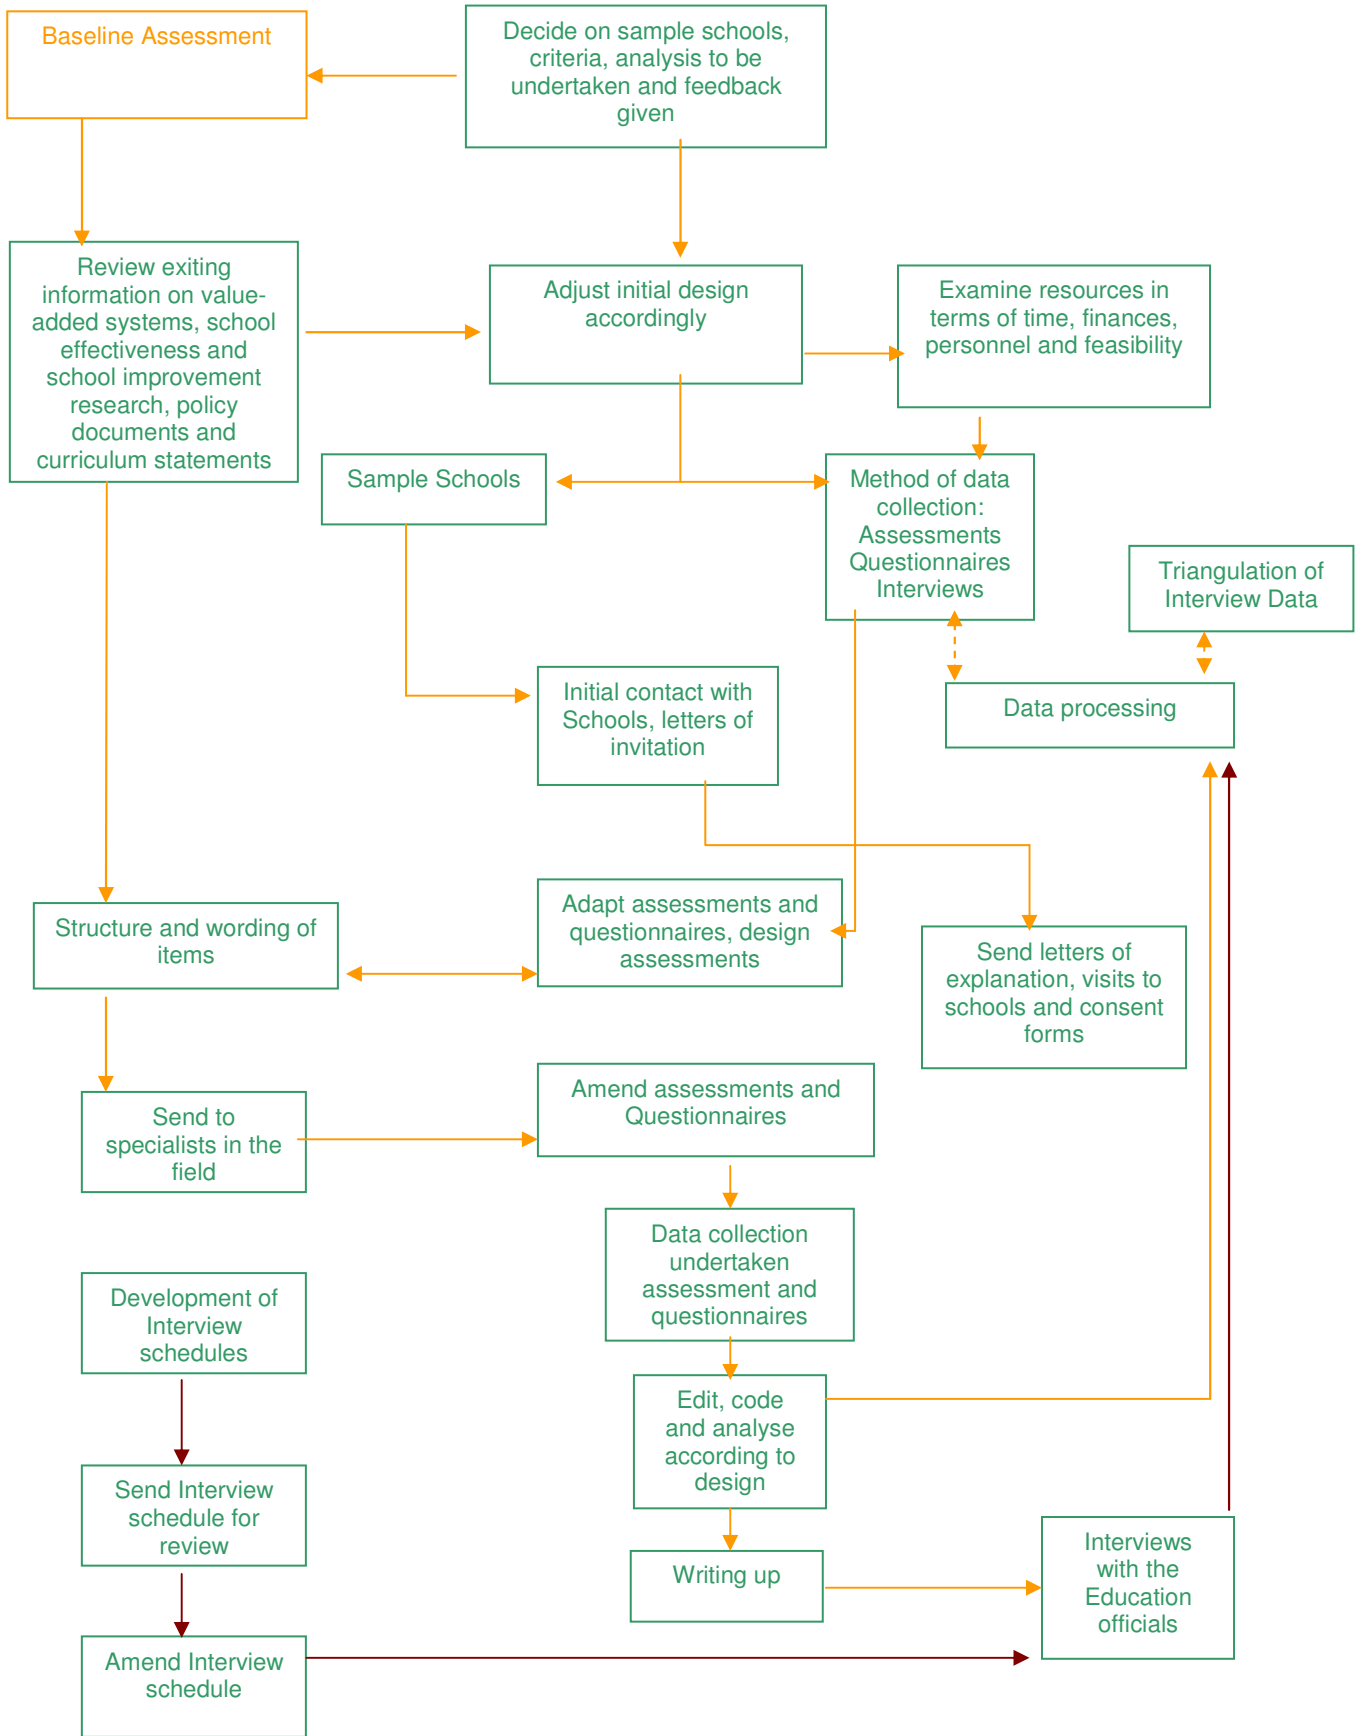 Baseline Assessment
Decide on sample schools,
criteria, analysis to be
undertaken and feedback
given
Review exiting
information on value-
added systems, school
effectiveness and
school improvement
research, policy
documents and
curriculum statements
Adjust initial design
accordingly
Examine resources in
terms of time, finances,
personnel and feasibility
Sample Schools
Method of data
collection:
Assessments
Questionnaires
Interviews
Triangulation of
Interview Data
Initial contact with
Schools, letters of
invitation
Data processing
Structure and wording of
items
Adapt assessments and
questionnaires, design
assessments
Send letters of
explanation, visits to
schools and consent
forms
Send to
specialists in the
field
Amend assessments and
Questionnaires
Data collection
undertaken
assessment and
questionnaires
Development of
Interview
schedules
Edit, code
and analyse
according to
design
Send Interview
schedule for
review
Writing up
Interviews
with the
Education
officials
Amend Interview
schedule